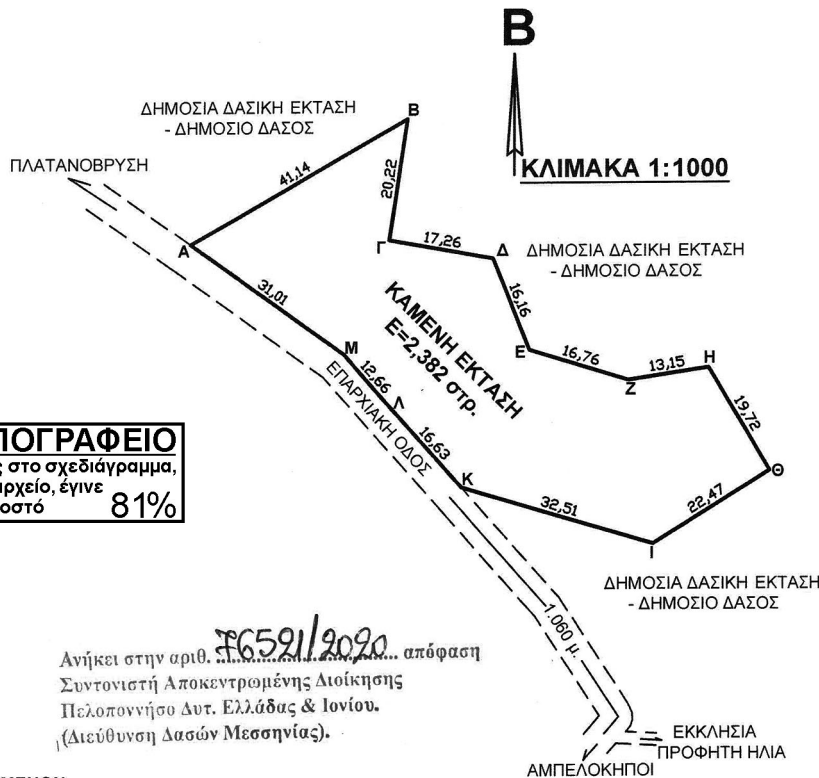 Β
ΔΗΜΟΣΙΑ ΔΑΣΙΚΗ ΕΚΤΑΣΗ
- ΔΗΜΟΣΙΟ ΔΑΣΟΣ
Β
ΠΛΑΤΑΝΟΒΡΥΣΗ
ΚΛΙΜΑΚΑ 1:1000
41,14
20,22
Α
Γ
17,26
Δ
ΔΗΜΟΣΙΑ ΔΑΣΙΚΗ ΕΚΤΑΣΗ
- ΔΗΜΟΣΙΟ ΔΑΣΟΣ
31,01
16,16
ΚΑΜΕΝΗ ΕΚΤΑΣΗ
Ε=2,382 στρ.
Μ
Ε
16,76
Ζ
13,15
Η
12,66
Λ
19,72
ΕΠΑΡΧΙΑΚΗ ΟΔΟΣ
16,63
ΠΟΓΡΑΦΕΙΟ
ς στο σχεδιάγραμμα,
αρχείο, έγινε
οστό 81%
Κ
Θ
32,51
22,47
Ι
ΔΗΜΟΣΙΑ ΔΑΣΙΚΗ ΕΚΤΑΣΗ
- ΔΗΜΟΣΙΟ ΔΑΣΟΣ
1.060 μ.
Ανήκει στην αριθ. 76521/2020 απόφαση
Συντονιστή Αποκεντρωμένης Διοίκησης
Πελοποννήσο Δυτ. Ελλάδας & Ιονίου.
(Διεύθυνση Δασών Μεσσηνίας).
ΕΚΚΛΗΣΙΑ
ΠΡΟΦΗΤΗ ΗΛΙΑ
ΑΜΠΕΛΟΚΗΠΟΙ